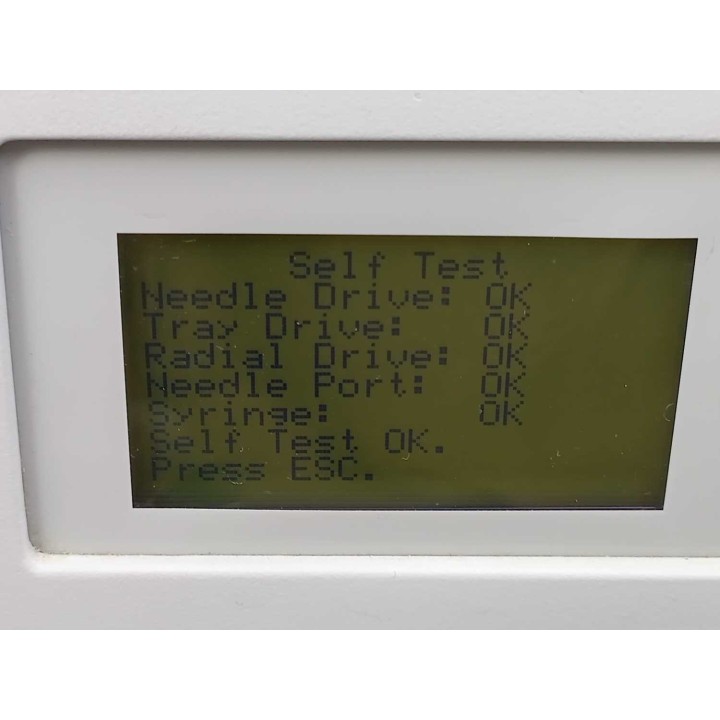 Self Test
Needle Drive: OK
Tray Drive: OK
Radial Drive: OK
Needle Port: OK
Syringe: OK
Self Test OK.
Press ESC.